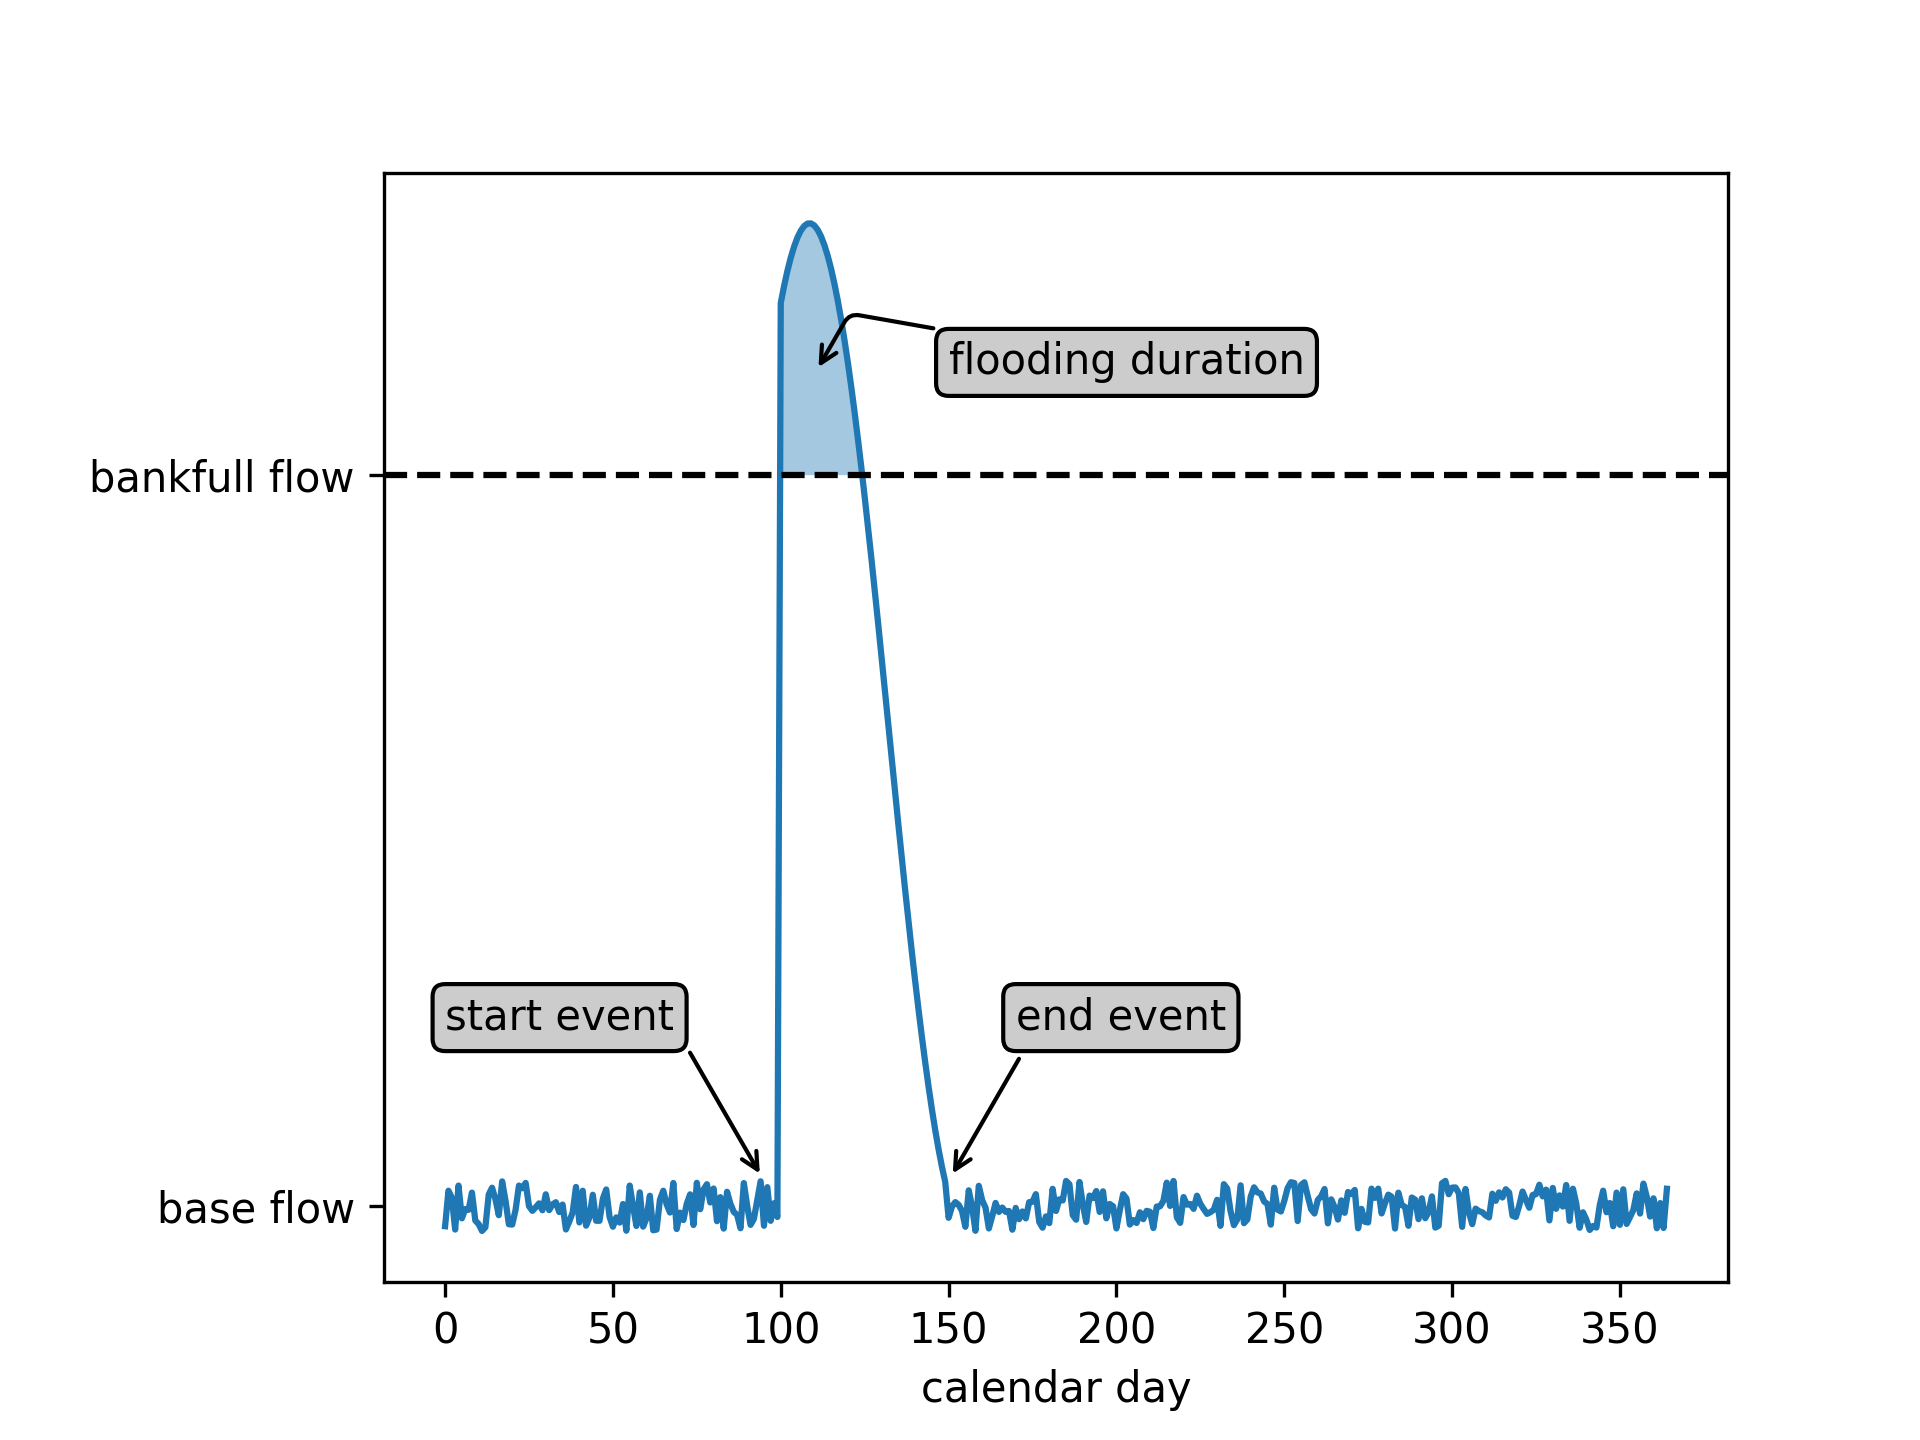 flooding duration
bankfull flow
start event
end event
base flow
0 50 100 150 200 250 300 350
calendar day